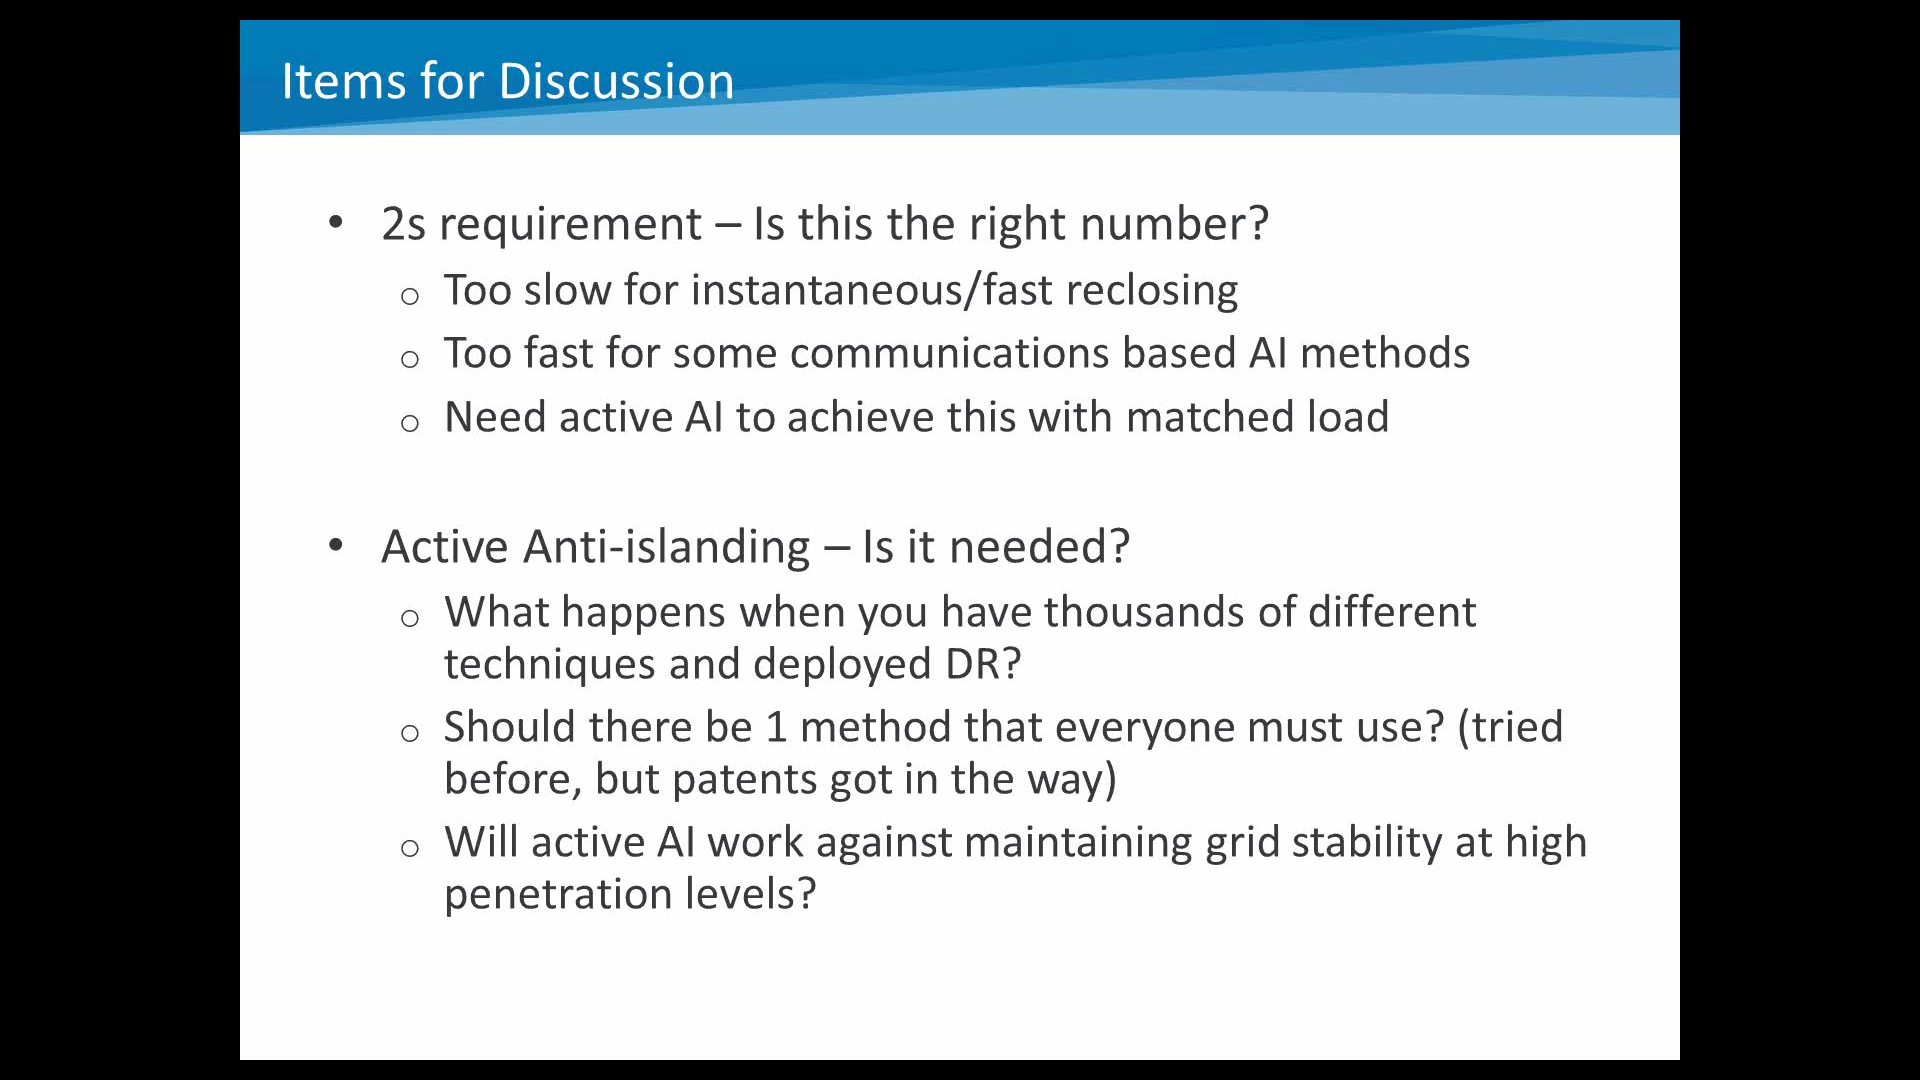 Items for Discussion
• 2s requirement – Is this the right number?
o Too slow for instantaneous/fast reclosing
o Too fast for some communications based AI methods
o Need active AI to achieve this with matched load
• Active Anti-islanding – Is it needed?
o What happens when you have thousands of different
techniques and deployed DR?
o Should there be 1 method that everyone must use? (tried
before, but patents got in the way)
o Will active AI work against maintaining grid stability at high
penetration levels?